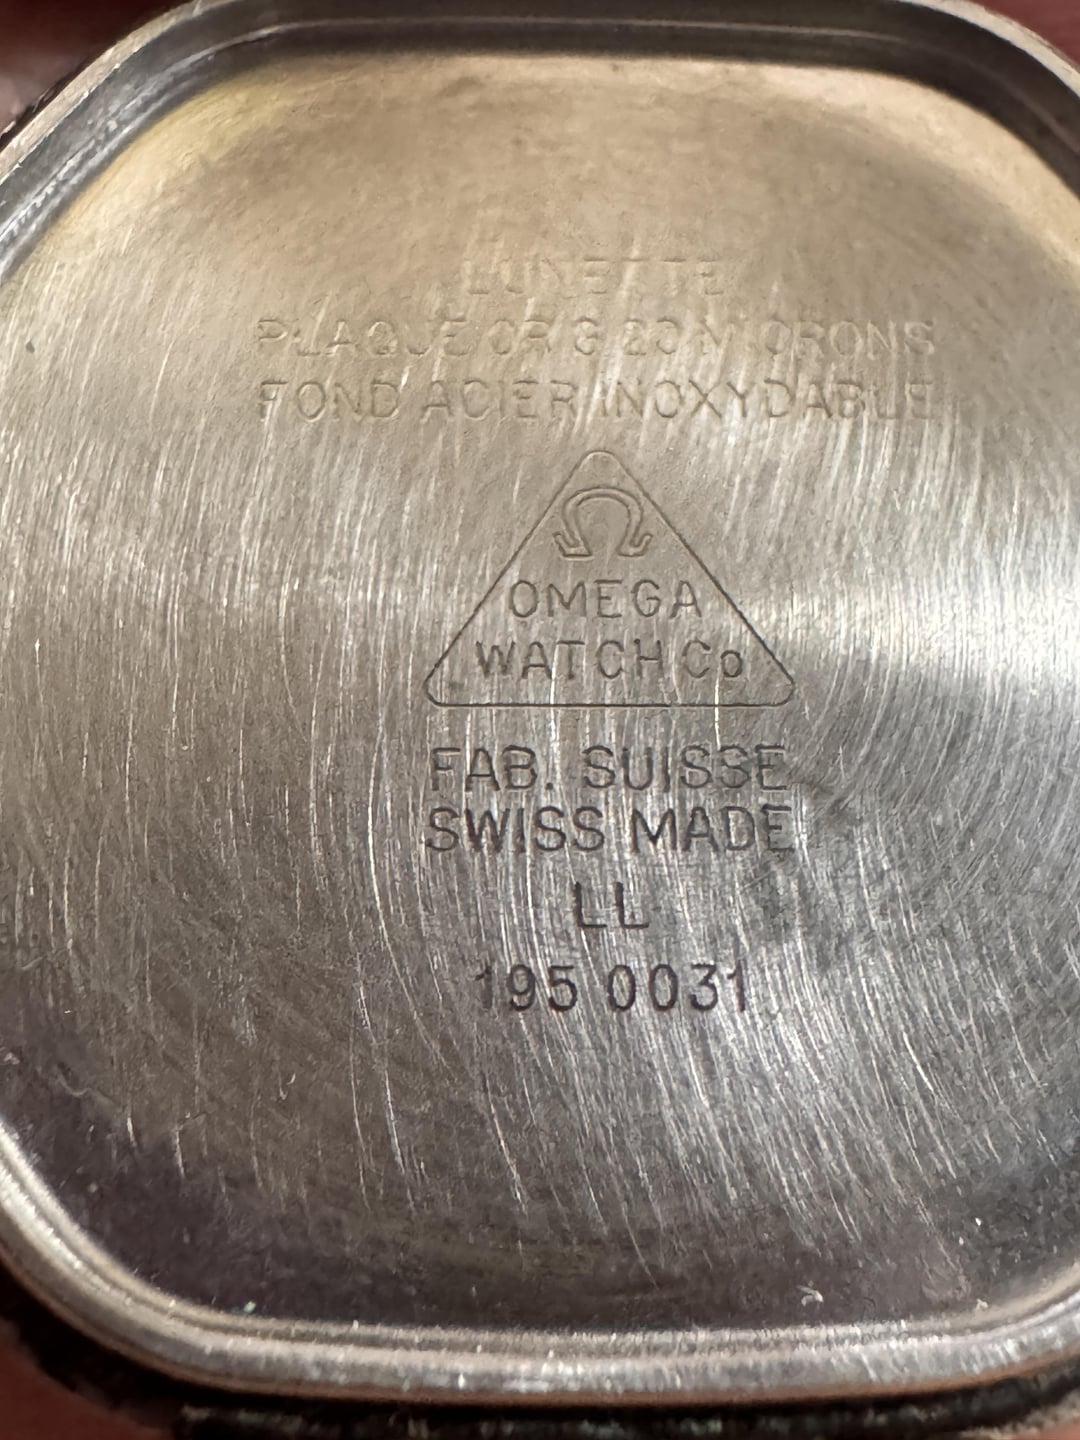 LUNETTE
PLAQUE OR G 20 MICRONS
FOND ACIER INOXYDABLE
Ω
OMEGA
WATCH Co
FAB. SUISSE
SWISS MADE
LL
195 0031